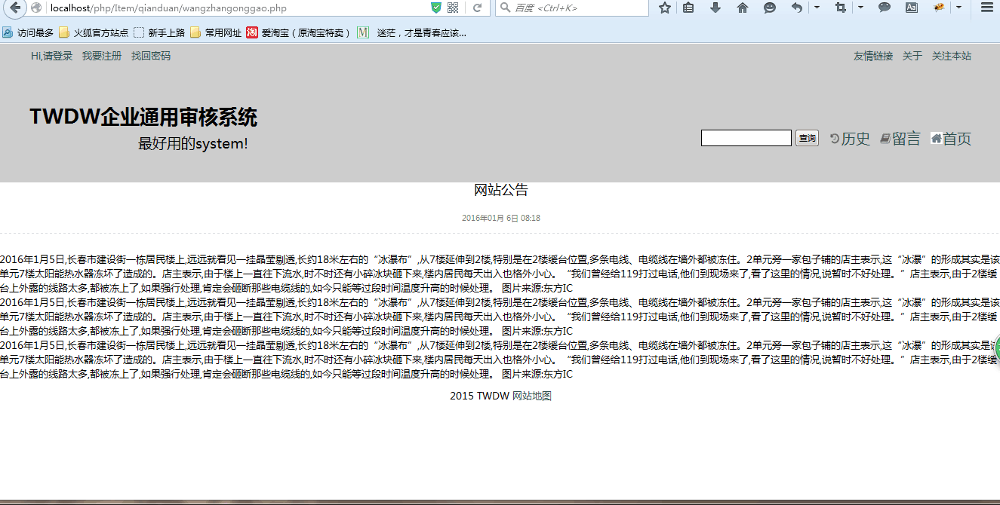 localhost/php/Item/qianduan/wangzhangonggao.php
百度 <Ctrl+K>
Aa
访问最多 火狐官方站点 新手上路 常用网址 淘 爱淘宝（原淘宝特卖） M 迷茫，才是青春应该...
Hi,请登录 我要注册 找回密码 友情链接 关于 关注本站
TWDW企业通用审核系统
最好用的system!
查询 历史 留言 首页
网站公告
2016年01月 6日 08:18
2016年1月5日,长春市建设街一栋居民楼上,远远就看见一挂晶莹剔透,长约18米左右的“冰瀑布”,从7楼延伸到2楼,特别是在2楼缓台位置,多条电线、电缆线在墙外都被冻住。2单元旁一家包子铺的店主表示,这“冰瀑”的形成其实是该
单元7楼太阳能热水器冻坏了造成的。店主表示,由于楼上一直往下流水,时不时还有小碎冰块砸下来,楼内居民每天出入也格外小心。 “我们曾经给119打过电话,他们到现场来了,看了这里的情况,说暂时不好处理。”店主表示,由于2楼缓
台上外露的线路太多,都被冻上了,如果强行处理,肯定会砸断那些电缆线的,如今只能等过段时间温度升高的时候处理。 图片来源:东方IC
2016年1月5日,长春市建设街一栋居民楼上,远远就看见一挂晶莹剔透,长约18米左右的“冰瀑布”,从7楼延伸到2楼,特别是在2楼缓台位置,多条电线、电缆线在墙外都被冻住。2单元旁一家包子铺的店主表示,这“冰瀑”的形成其实是该
单元7楼太阳能热水器冻坏了造成的。店主表示,由于楼上一直往下流水,时不时还有小碎冰块砸下来,楼内居民每天出入也格外小心。 “我们曾经给119打过电话,他们到现场来了,看了这里的情况,说暂时不好处理。”店主表示,由于2楼缓
台上外露的线路太多,都被冻上了,如果强行处理,肯定会砸断那些电缆线的,如今只能等过段时间温度升高的时候处理。 图片来源:东方IC
2016年1月5日,长春市建设街一栋居民楼上,远远就看见一挂晶莹剔透,长约18米左右的“冰瀑布”,从7楼延伸到2楼,特别是在2楼缓台位置,多条电线、电缆线在墙外都被冻住。2单元旁一家包子铺的店主表示,这“冰瀑”的形成其实是该
单元7楼太阳能热水器冻坏了造成的。店主表示,由于楼上一直往下流水,时不时还有小碎冰块砸下来,楼内居民每天出入也格外小心。 “我们曾经给119打过电话,他们到现场来了,看了这里的情况,说暂时不好处理。”店主表示,由于2楼缓
台上外露的线路太多,都被冻上了,如果强行处理,肯定会砸断那些电缆线的,如今只能等过段时间温度升高的时候处理。 图片来源:东方IC
2015 TWDW 网站地图